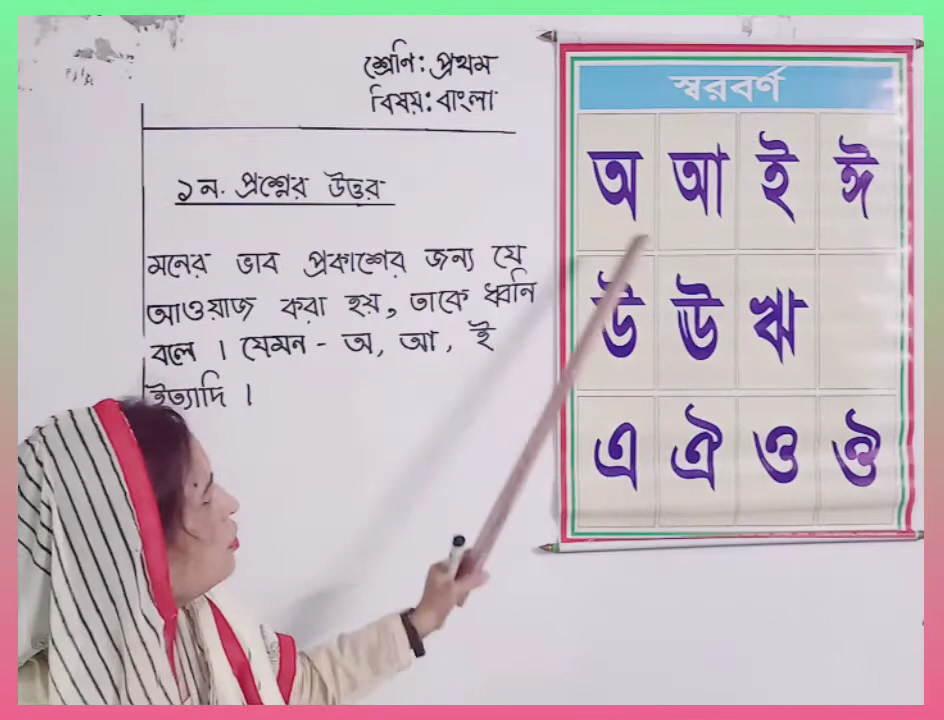 শ্রেণি: প্রথম
বিষয়: বাংলা
১ন. প্রশ্নের উত্তর
মনের ভাব প্রকাশের জন্য যে
আওয়াজ করা হয়, তাকে ধ্বনি
বলে । যেমন - অ, আ, ই
ইত্যাদি ।
স্বরবর্ণ
অ আ ই ঈ
উ ঊ ঋ
এ ঐ ও ঔ